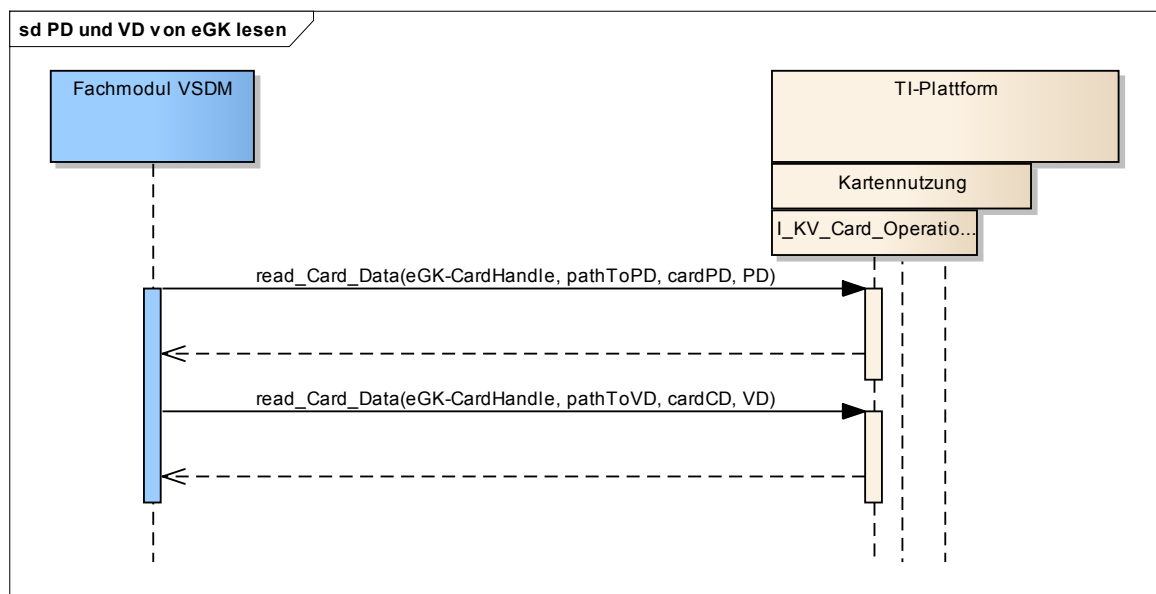 sd PD und VD von eGK lesen
Fachmodul VSDM
TI-Plattform
Kartennutzung
I_KV_Card_Operatio...
read_Card_Data(eGK-CardHandle, pathToPD, cardPD, PD)
read_Card_Data(eGK-CardHandle, pathToVD, cardCD, VD)